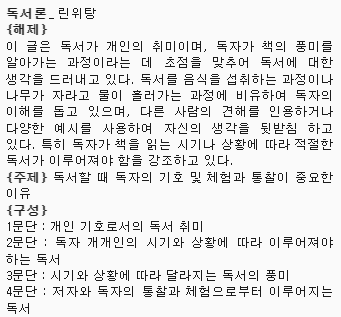 독서론_ 린위탕
{해제}
이 글은 독서가 개인의 취미이며, 독자가 책의 풍미를
알아가는 과정이라는 데 초점을 맞추어 독서에 대한
생각을 드러내고 있다. 독서를 음식을 섭취하는 과정이나
나무가 자라고 물이 흘러가는 과정에 비유하여 독자의
이해를 돕고 있으며, 다른 사람의 견해를 인용하거나
다양한 예시를 사용하여 자신의 생각을 뒷받침 하고
있다. 특히 독자가 책을 읽는 시기나 상황에 따라 적절한
독서가 이루어져야 함을 강조하고 있다.
{주제} 독서할 때 독자의 기호 및 체험과 통찰이 중요한
이유
{구성}
1문단 : 개인 기호로서의 독서 취미
2문단 : 독자 개개인의 시기와 상황에 따라 이루어져야
하는 독서
3문단 : 시기와 상황에 따라 달라지는 독서의 풍미
4문단 : 저자와 독자의 통찰과 체험으로부터 이루어지는
독서